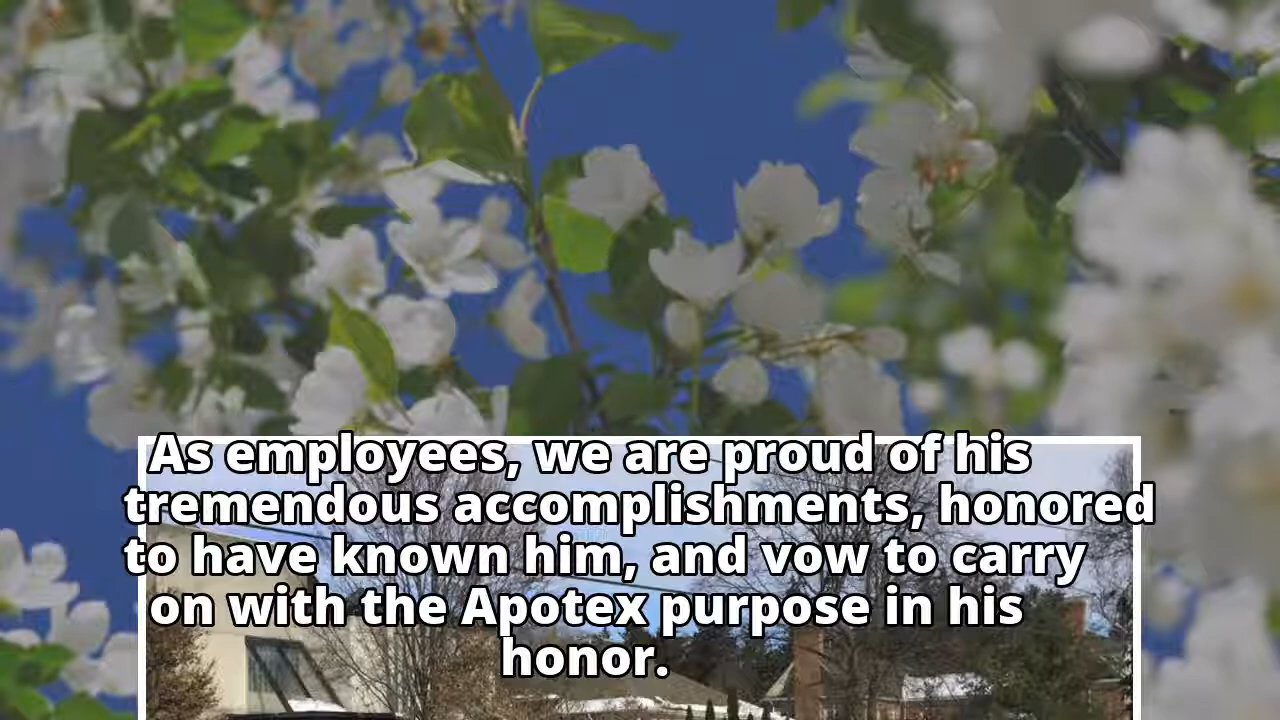 As employees, we are proud of his
tremendous accomplishments, honored
to have known him, and vow to carry
on with the Apotex purpose in his
honor.